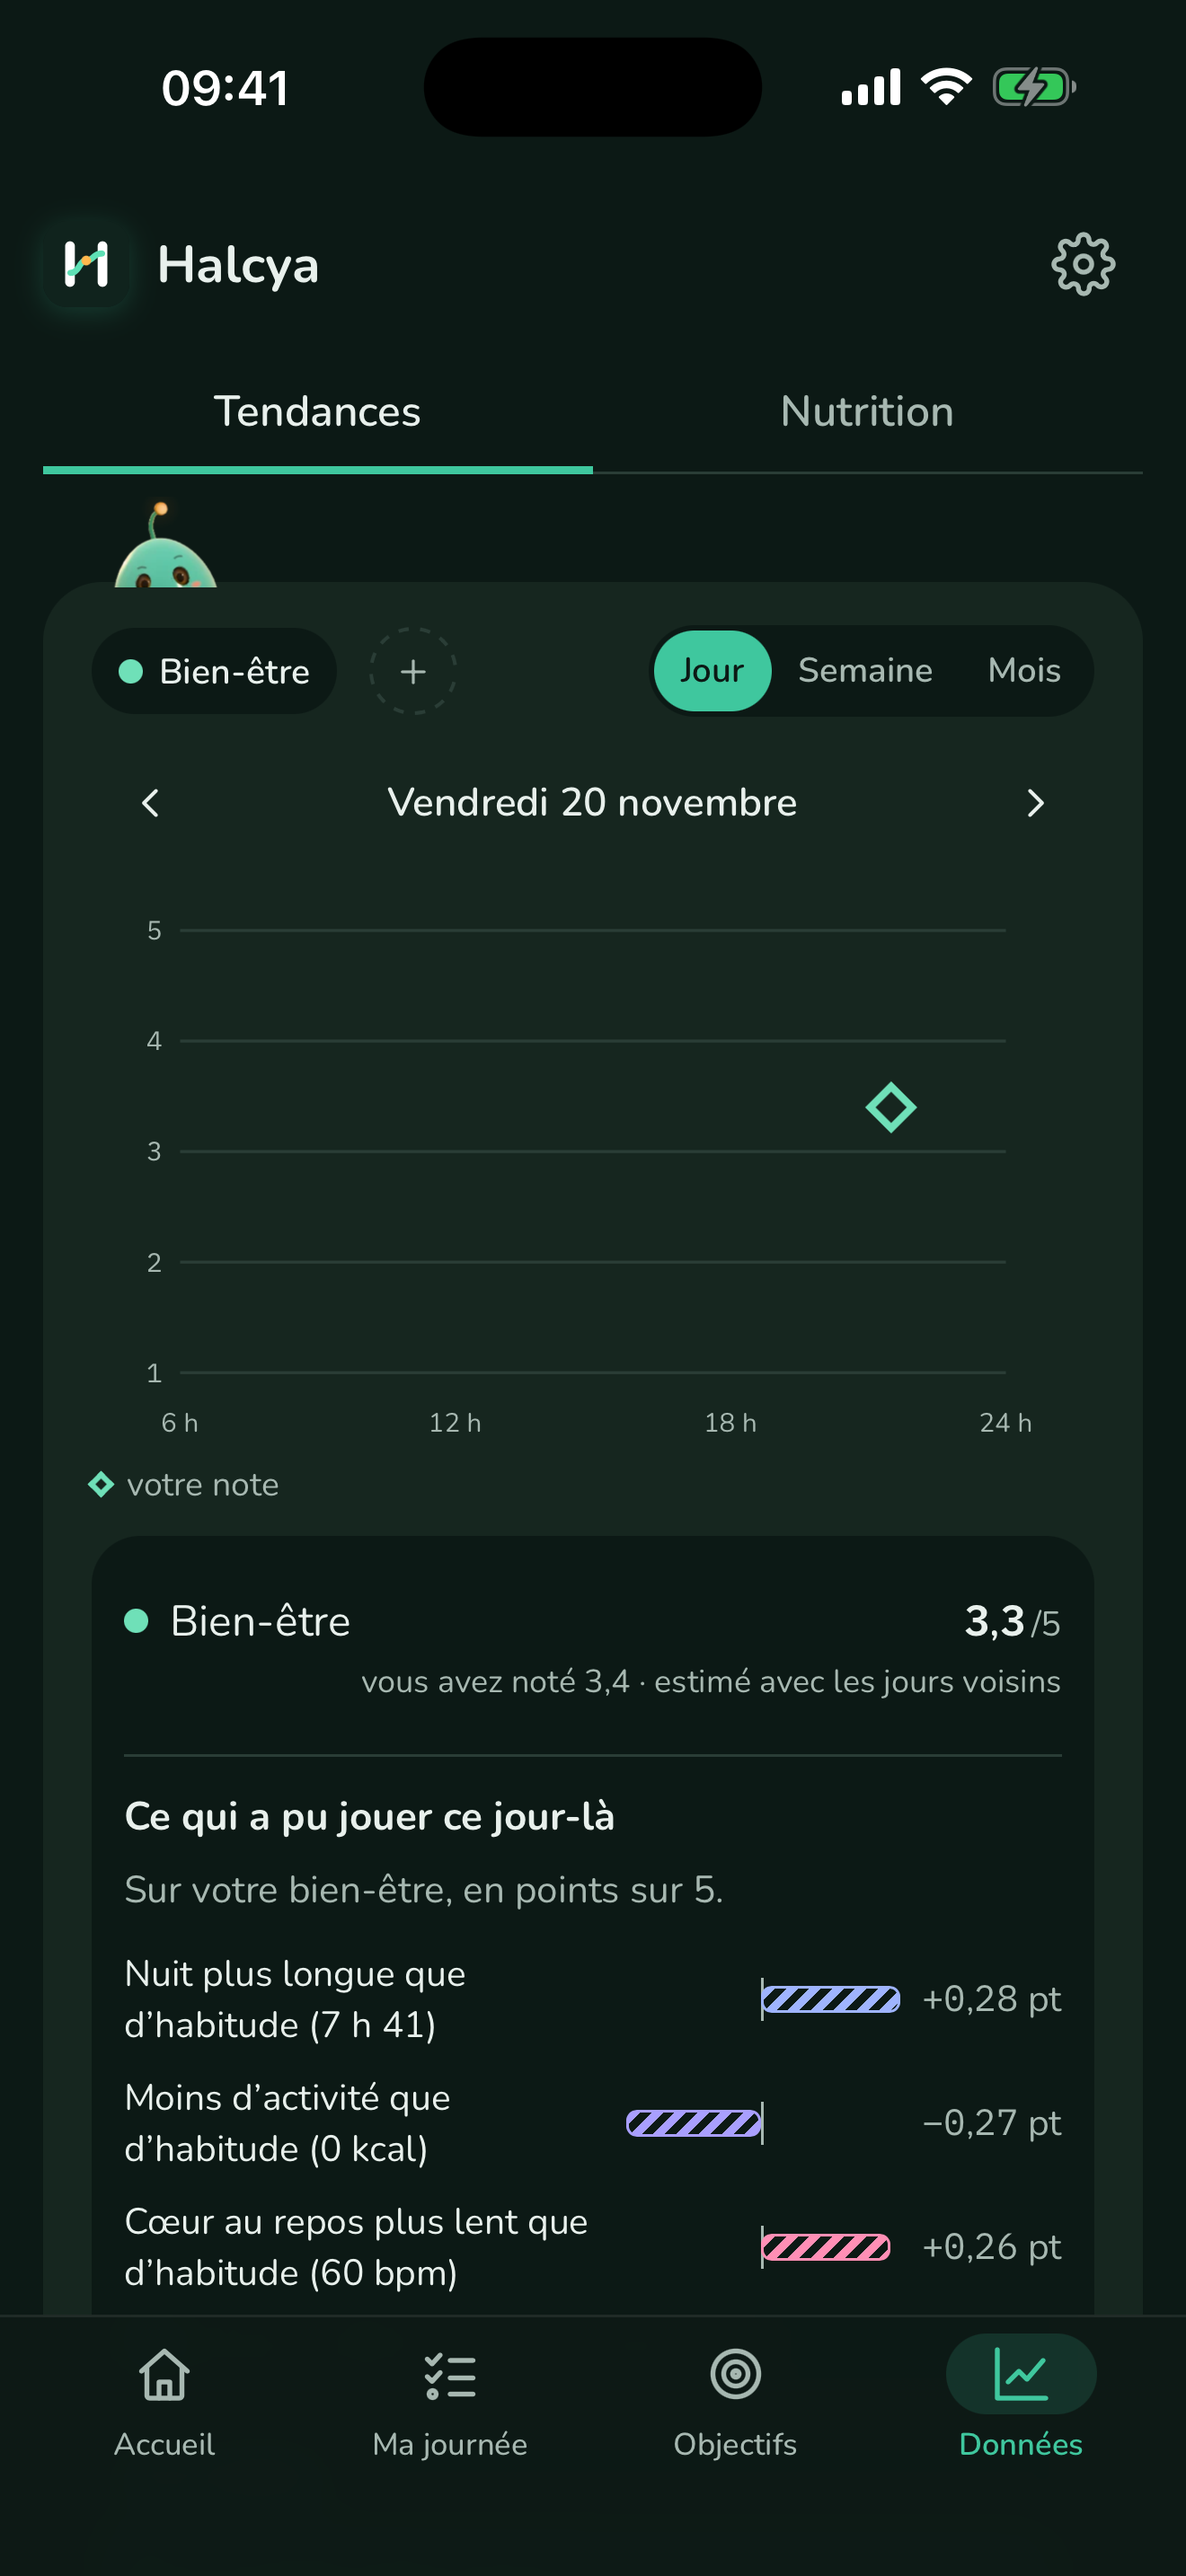 09:41
Halcya
Tendances
Nutrition
Bien-être
+
Jour
Semaine
Mois
Vendredi 20 novembre
5
4
3
2
1
6 h
12 h
18 h
24 h
votre note
Bien-être
3,3 /5
vous avez noté 3,4 · estimé avec les jours voisins
Ce qui a pu jouer ce jour-là
Sur votre bien-être, en points sur 5.
Nuit plus longue que
d’habitude (7 h 41)
+0,28 pt
Moins d’activité que
d’habitude (0 kcal)
−0,27 pt
Cœur au repos plus lent que
d’habitude (60 bpm)
+0,26 pt
Accueil
Ma journée
Objectifs
Données